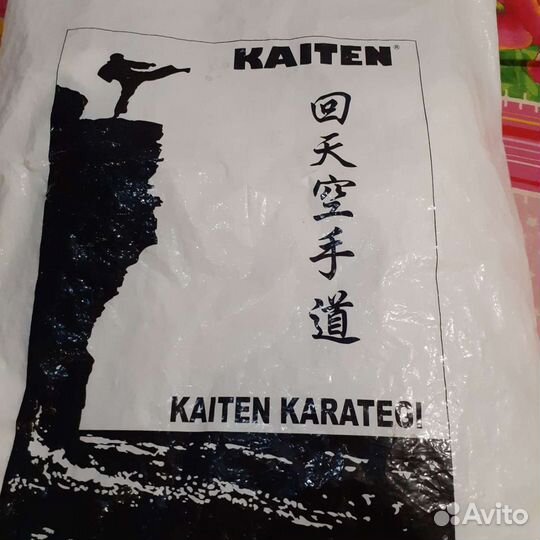 KAITEN®
回天空手道
KAITEN KARATEGI
Avito